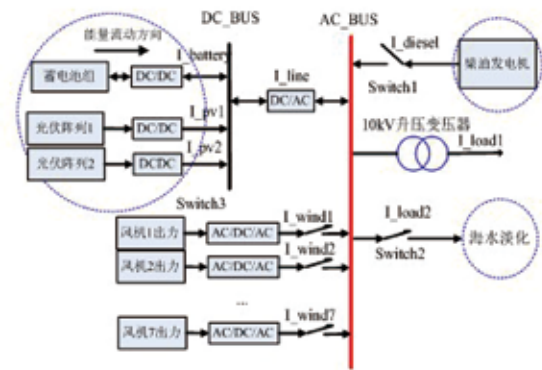 DC_BUS
AC_BUS
能量流动方向
I_battery
I_diesel
蓄电池组
DC/DC
I_line
柴油发电机
DC/AC
Switch1
I_pv1
光伏阵列1
DC/DC
10kV升压变压器
I_pv2
I_load1
光伏阵列2
DCDC
Switch3
I_wind1
I_load2
风机1出力
AC/DC/AC
I_wind2
海水淡化
风机2出力
AC/DC/AC
Switch2
...
I_wind7
风机7出力
AC/DC/AC